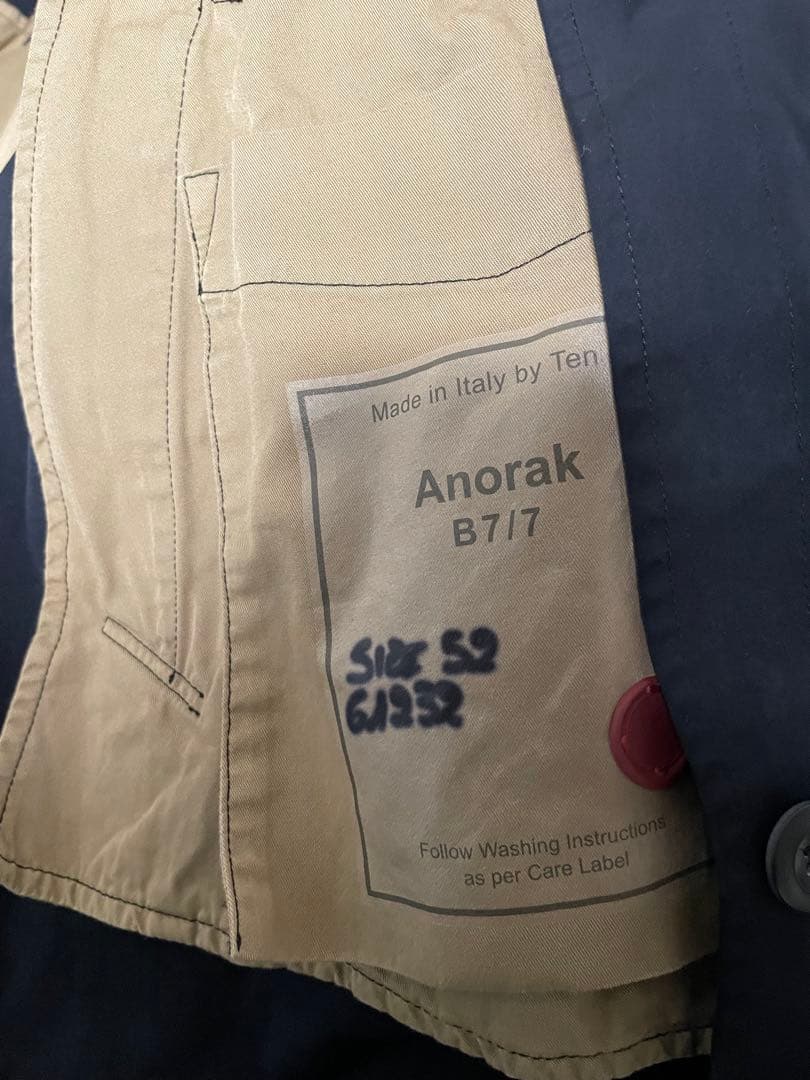 Made in Italy by Ten
Anorak
B7/7
SIZE 52
61232
Follow Washing Instructions
as per Care Label